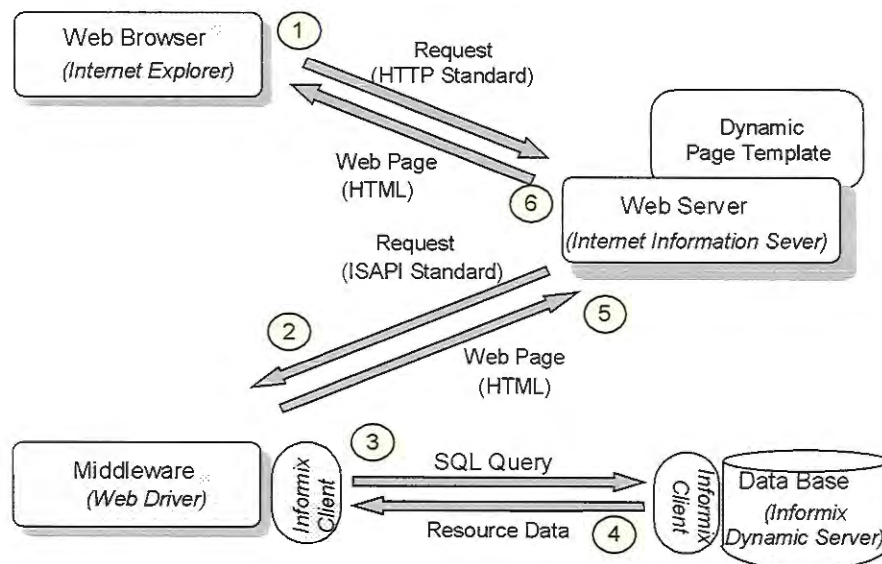 Web Browser
(Internet Explorer)
1
Request
(HTTP Standard)
Dynamic
Page Template
Web Page
(HTML)
6
Web Server
(Internet Information Sever)
Request
(ISAPI Standard)
2
5
Web Page
(HTML)
3
Middleware
(Web Driver)
Informix
Client
SQL Query
Resource Data
4
Informix
Client
Data Base
(Informix
Dynamic Server)